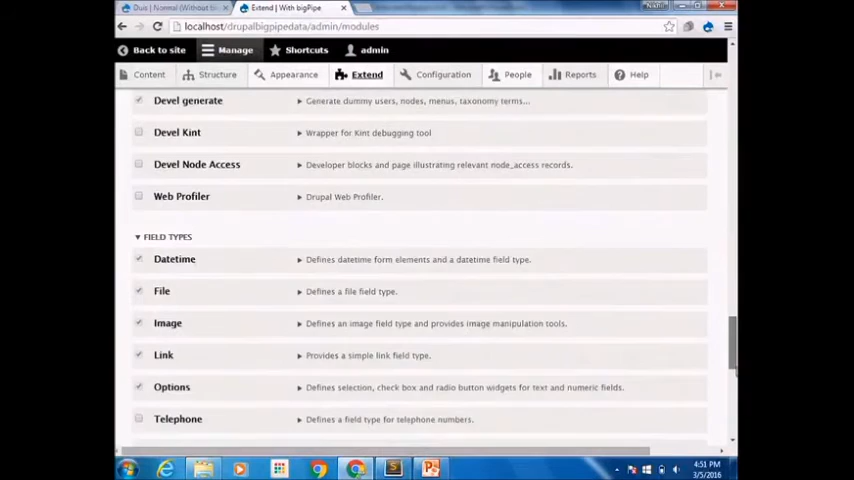 Duis | Normal (Without b
Extend | With bigPipe
Nikhil
localhost/drupalbigpipedata/admin/modules
Back to site Manage Shortcuts admin
Content Structure Appearance Extend Configuration People Reports Help
Devel generate Generate dummy users, nodes, menus, taxonomy terms...
Devel Kint Wrapper for Kint debugging tool
Devel Node Access Developer blocks and page illustrating relevant node_access records.
Web Profiler Drupal Web Profiler.
FIELD TYPES
Datetime Defines datetime form elements and a datetime field type.
File Defines a file field type.
Image Defines an image field type and provides image manipulation tools.
Link Provides a simple link field type.
Options Defines selection, check box and radio button widgets for text and numeric fields.
Telephone Defines a field type for telephone numbers.
4:51 PM
3/5/2016